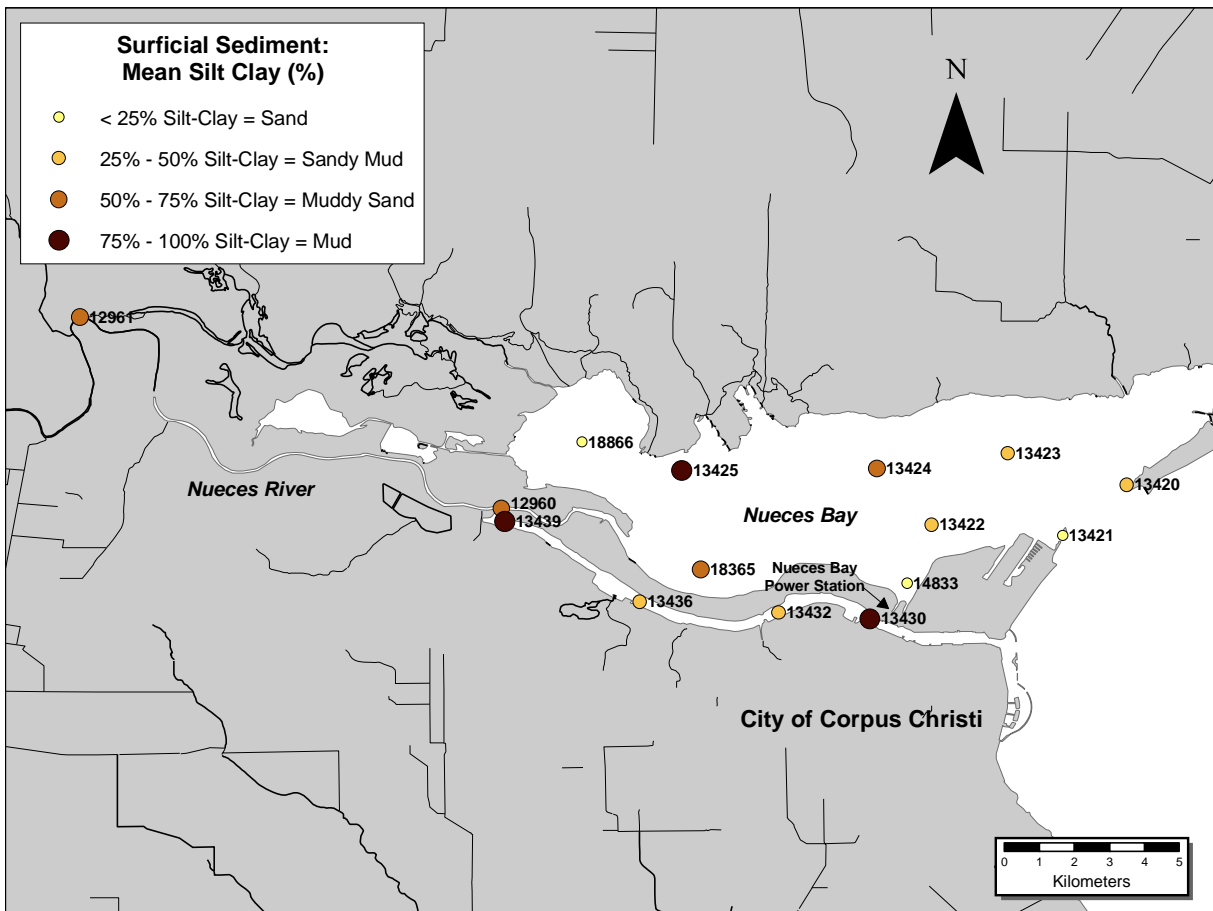 Surficial Sediment:
Mean Silt Clay (%)
< 25% Silt-Clay = Sand
25% - 50% Silt-Clay = Sandy Mud
50% - 75% Silt-Clay = Muddy Sand
75% - 100% Silt-Clay = Mud
N
12961
18866
13425
13424
13423
13420
Nueces River
12960
13439
Nueces Bay
13422
13421
18365
Nueces Bay
Power Station
14833
13436
13432
13430
City of Corpus Christi
0 1 2 3 4 5
Kilometers